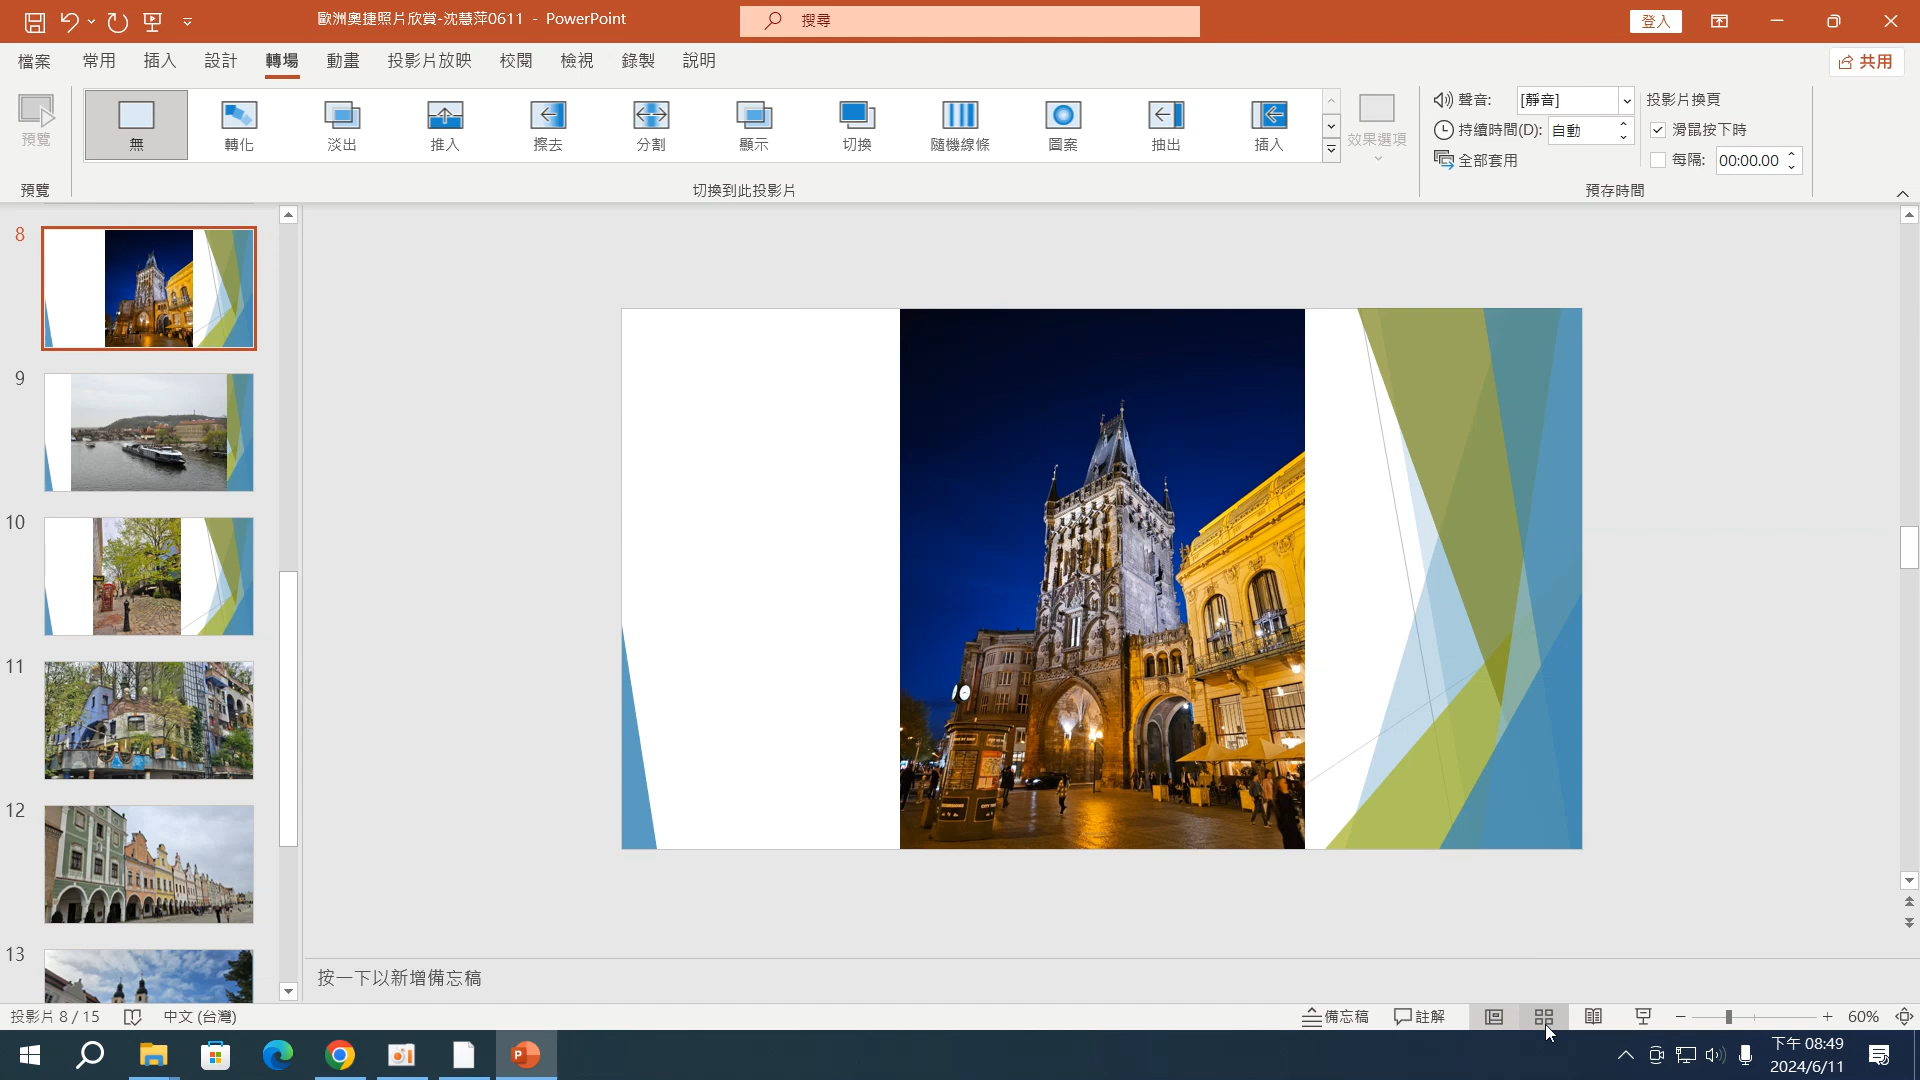 歐洲奧捷照片欣賞-沈慧萍0611 - PowerPoint
搜尋
登入
檔案
常用
插入
設計
轉場
動畫
投影片放映
校閱
檢視
錄製
說明
共用
預覽
無
轉化
淡出
推入
擦去
分割
顯示
切換
隨機線條
圖案
抽出
插入
效果選項
聲音:
[靜音]
持續時間(D):
自動
全部套用
投影片換頁
滑鼠按下時
每隔:
00:00.00
預覽
切換到此投影片
預存時間
8
9
10
11
12
13
按一下以新增備忘稿
投影片 8 / 15
中文 (台灣)
備忘稿
註解
60%
下午 08:49
2024/6/11